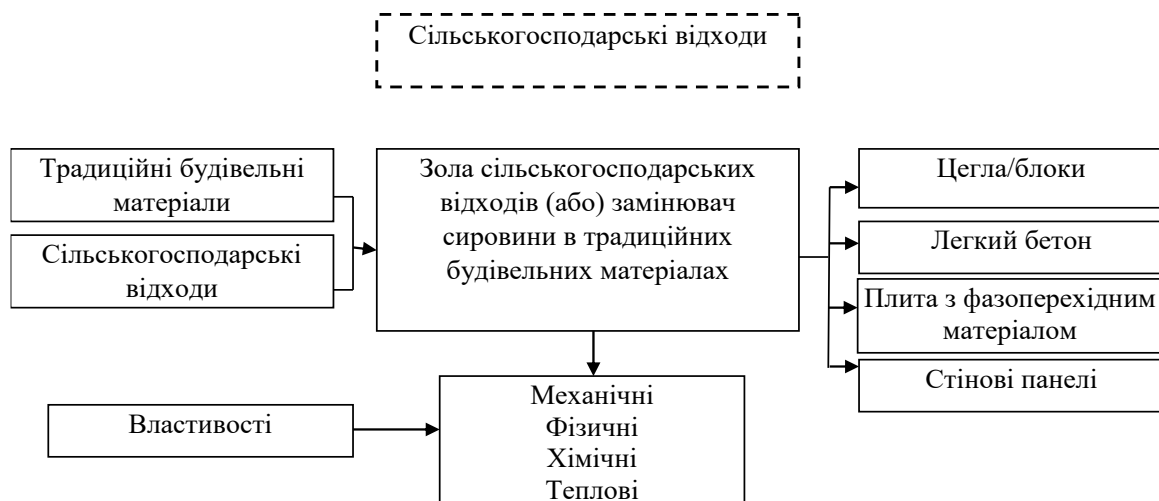 Сільськогосподарські відходи
Традиційні будівельні
матеріали
Сільськогосподарські
відходи
Зола сільськогосподарських
відходів (або) замінювач
сировини в традиційних
будівельних матеріалах
Цегла/блоки
Легкий бетон
Плита з фазоперехідним
матеріалом
Стінові панелі
Властивості
Механічні
Фізичні
Хімічні
Теплові